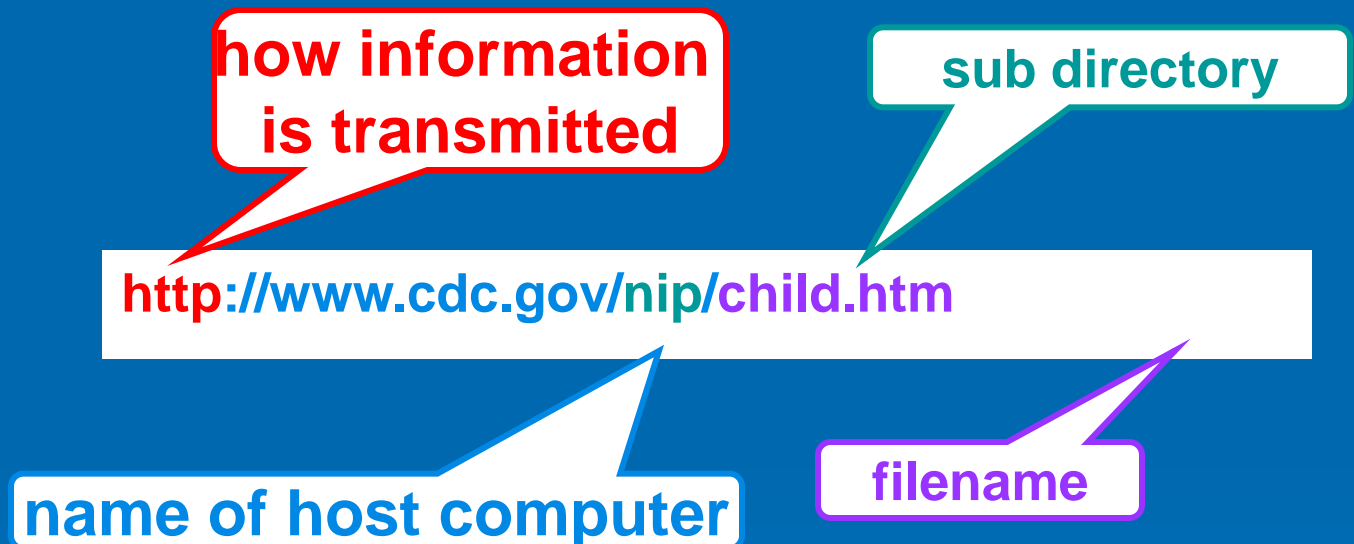 how information
is transmitted
sub directory
http://www.cdc.gov/nip/child.htm
name of host computer
filename